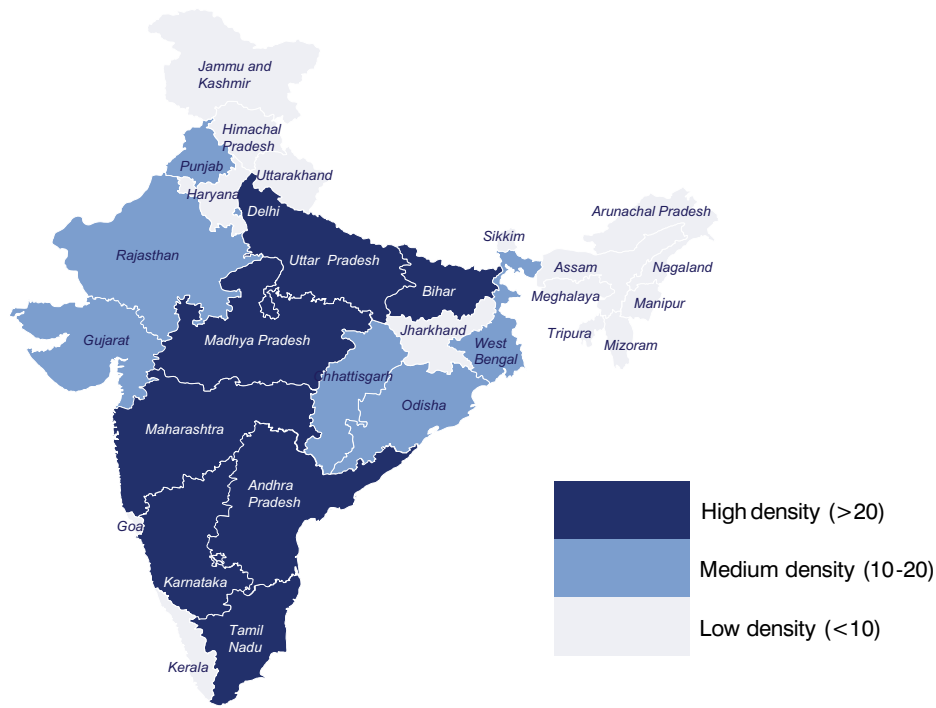 Jammu and
Kashmir
Himachal
Pradesh
Punjab
Uttarakhand
Haryana
Delhi
Arunachal Pradesh
Sikkim
Rajasthan
Uttar Pradesh
Assam
Nagaland
Bihar
Meghalaya
Manipur
Gujarat
Madhya Pradesh
Jharkhand
Tripura
West
Bengal
Mizoram
Chhattisgarh
Odisha
Maharashtra
Andhra
Pradesh
Goa
Karnataka
Tamil
Nadu
Kerala
High density (>20)
Medium density (10-20)
Low density (<10)